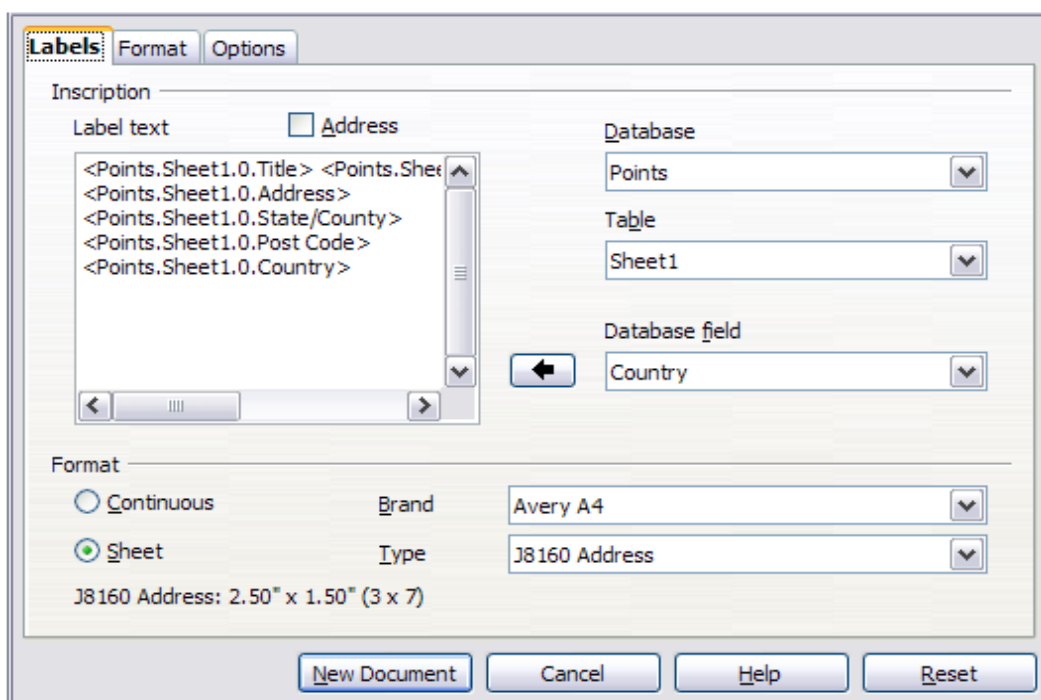 Labels Format Options
Inscription
Label text Address
Database
<Points.Sheet1.0.Title> <Points.Shee
<Points.Sheet1.0.Address>
<Points.Sheet1.0.State/County>
<Points.Sheet1.0.Post Code>
<Points.Sheet1.0.Country>
Points
Table
Sheet1
Database field
Country
Format
Continuous Brand Avery A4
Sheet Type J8160 Address
J8160 Address: 2.50" x 1.50" (3 x 7)
New Document Cancel Help Reset